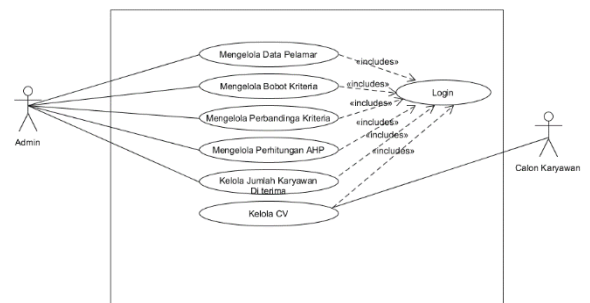 Mengelola Data Pelamar
«includes»
Mengelola Bobot Kriteria
«includes»
Login
«includes»
Mengelola Perbandinga Kriteria
«includes»
«includes»
Admin
Mengelola Perhitungan AHP
«includes»
Calon Karyawan
Kelola Jumlah Karyawan
Di terima
Kelola CV